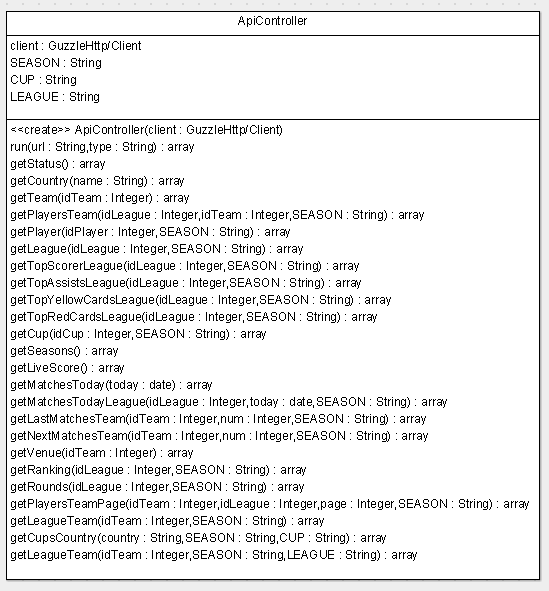 ApiController
client : GuzzleHttp/Client
SEASON : String
CUP : String
LEAGUE : String
<<create>> ApiController(client : GuzzleHttp/Client)
run(url : String,type : String) : array
getStatus() : array
getCountry(name : String) : array
getTeam(idTeam : Integer) : array
getPlayersTeam(idLeague : Integer,idTeam : Integer,SEASON : String) : array
getPlayer(idPlayer : Integer,SEASON : String) : array
getLeague(idLeague : Integer,SEASON : String) : array
getTopScorerLeague(idLeague : Integer,SEASON : String) : array
getTopAssistsLeague(idLeague : Integer,SEASON : String) : array
getTopYellowCardsLeague(idLeague : Integer,SEASON : String) : array
getTopRedCardsLeague(idLeague : Integer,SEASON : String) : array
getCup(idCup : Integer,SEASON : String) : array
getSeasons() : array
getLiveScore() : array
getMatchesToday(today : date) : array
getMatchesTodayLeague(idLeague : Integer,today : date,SEASON : String) : array
getLastMatchesTeam(idTeam : Integer,num : Integer,SEASON : String) : array
getNextMatchesTeam(idTeam : Integer,num : Integer,SEASON : String) : array
getVenue(idTeam : Integer) : array
getRanking(idLeague : Integer,SEASON : String) : array
getRounds(idLeague : Integer,SEASON : String) : array
getPlayersTeamPage(idTeam : Integer,idLeague : Integer,page : Integer,SEASON : String) : array
getLeagueTeam(idTeam : Integer,SEASON : String) : array
getCupsCountry(country : String,SEASON : String,CUP : String) : array
getLeagueTeam(idTeam : Integer,SEASON : String,LEAGUE : String) : array